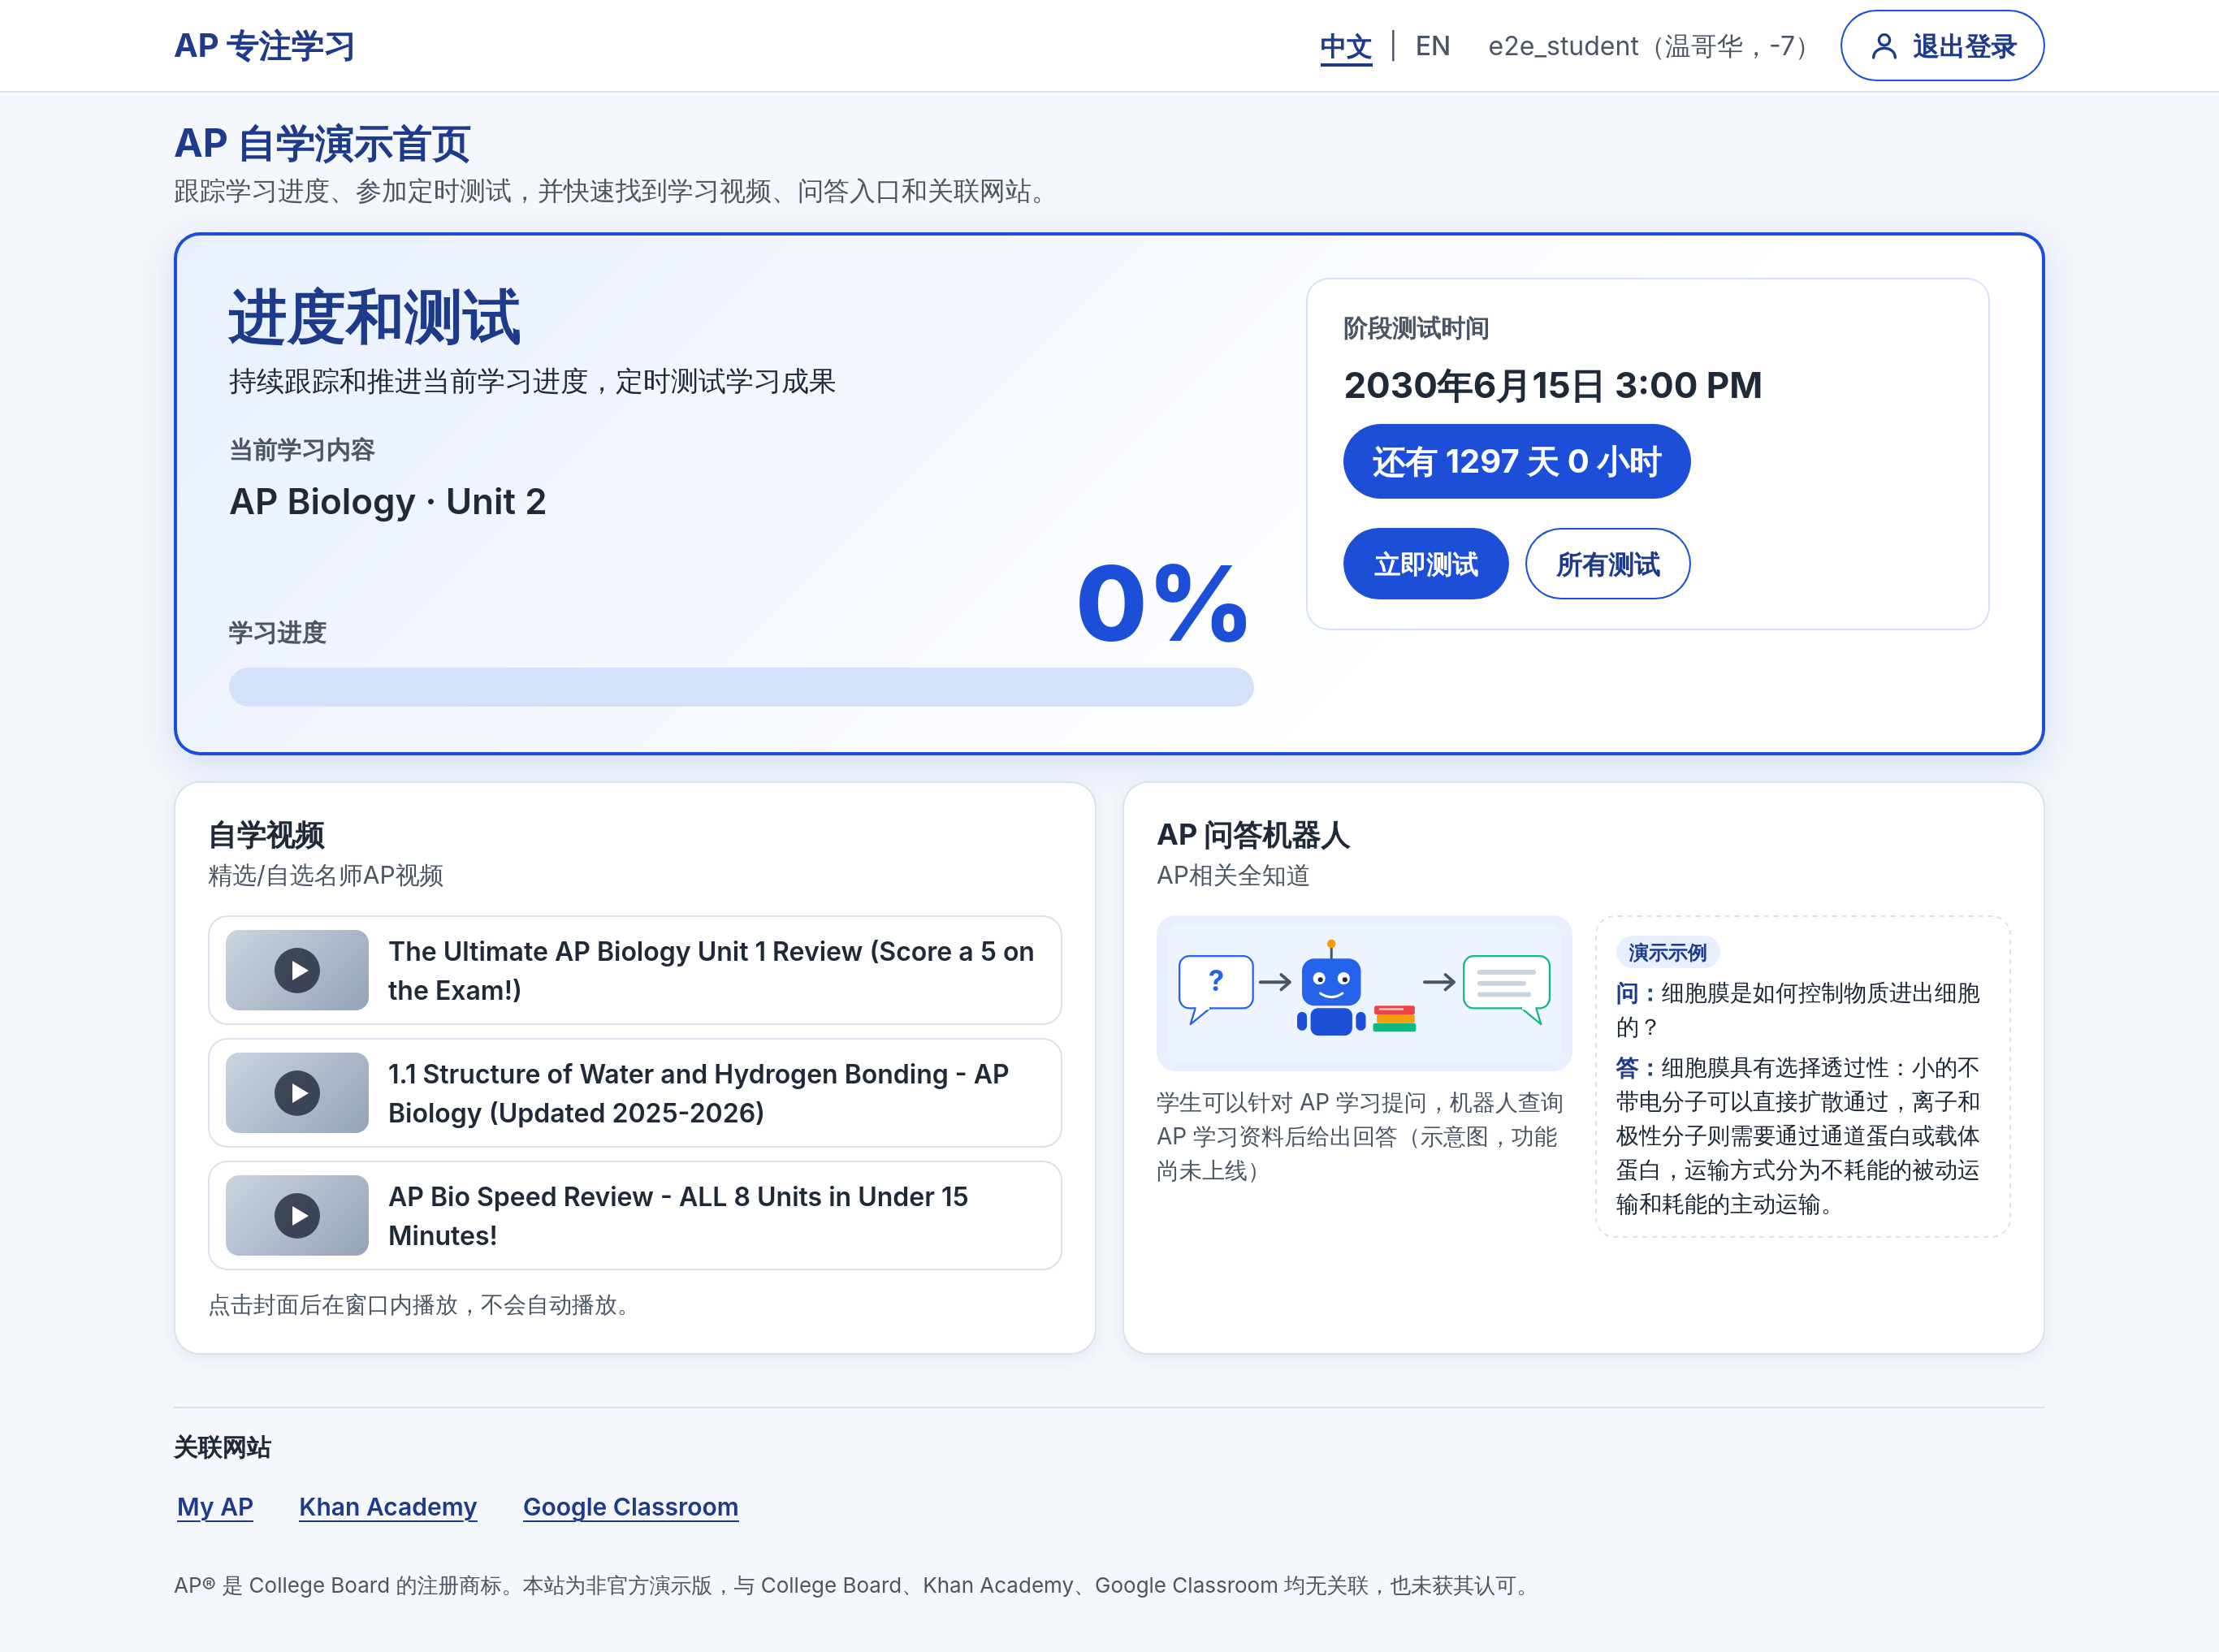 AP 专注学习
中文 | EN e2e_student（温哥华，-7） 退出登录
AP 自学演示首页
跟踪学习进度、参加定时测试，并快速找到学习视频、问答入口和关联网站。
进度和测试
持续跟踪和推进当前学习进度，定时测试学习成果
当前学习内容
AP Biology · Unit 2
学习进度
0%
阶段测试时间
2030年6月15日 3:00 PM
还有 1297 天 0 小时
立即测试 所有测试
自学视频
精选/自选名师AP视频
The Ultimate AP Biology Unit 1 Review (Score a 5 on
the Exam!)
1.1 Structure of Water and Hydrogen Bonding - AP
Biology (Updated 2025-2026)
AP Bio Speed Review - ALL 8 Units in Under 15
Minutes!
点击封面后在窗口内播放，不会自动播放。
AP 问答机器人
AP相关全知道
?
学生可以针对 AP 学习提问，机器人查询
AP 学习资料后给出回答（示意图，功能
尚未上线）
演示示例
问：细胞膜是如何控制物质进出细胞
的？
答：细胞膜具有选择透过性：小的不
带电分子可以直接扩散通过，离子和
极性分子则需要通过通道蛋白或载体
蛋白，运输方式分为不耗能的被动运
输和耗能的主动运输。
关联网站
My AP Khan Academy Google Classroom
AP® 是 College Board 的注册商标。本站为非官方演示版，与 College Board、Khan Academy、Google Classroom 均无关联，也未获其认可。